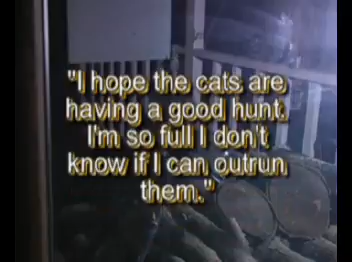 "I hope the cats are
having a good hunt.
I'm so full I don't
know if I can outrun
them."